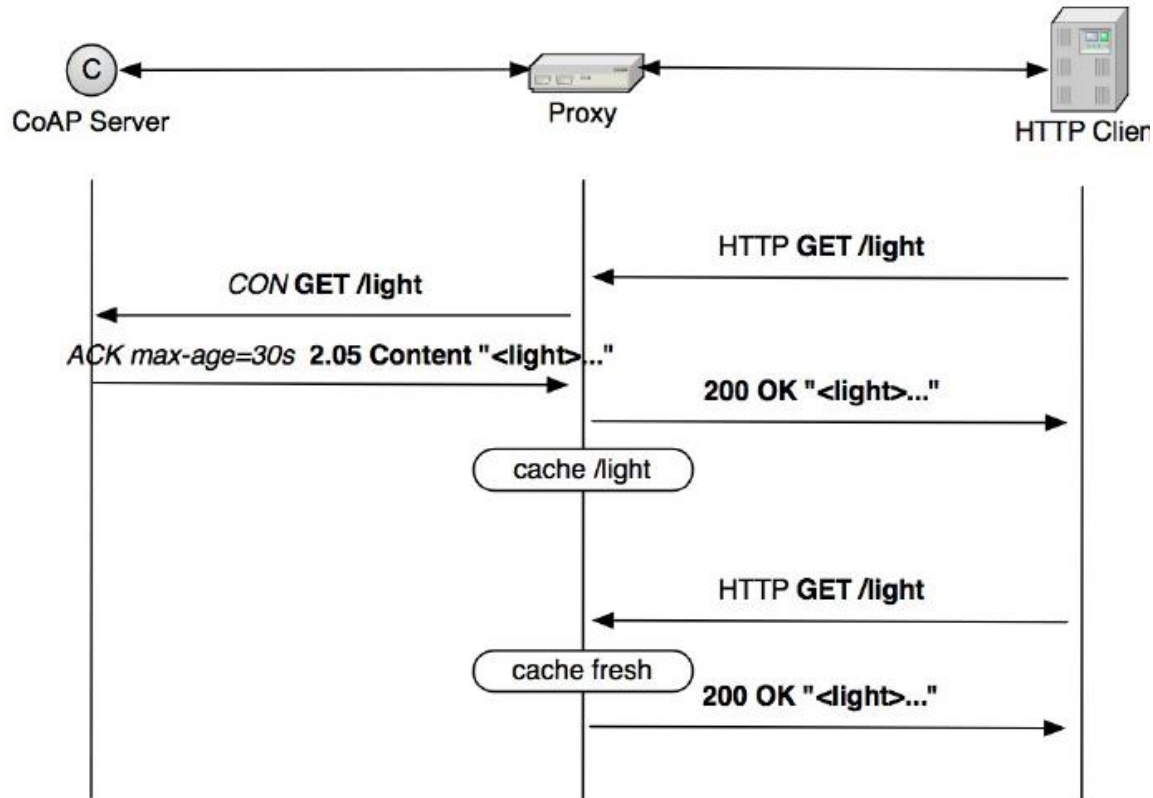 C
CoAP Server
Proxy
HTTP Clien
HTTP GET /light
CON GET /light
ACK max-age=30s 2.05 Content "<light>..."
200 OK "<light>..."
cache /light
HTTP GET /light
cache fresh
200 OK "<light>..."